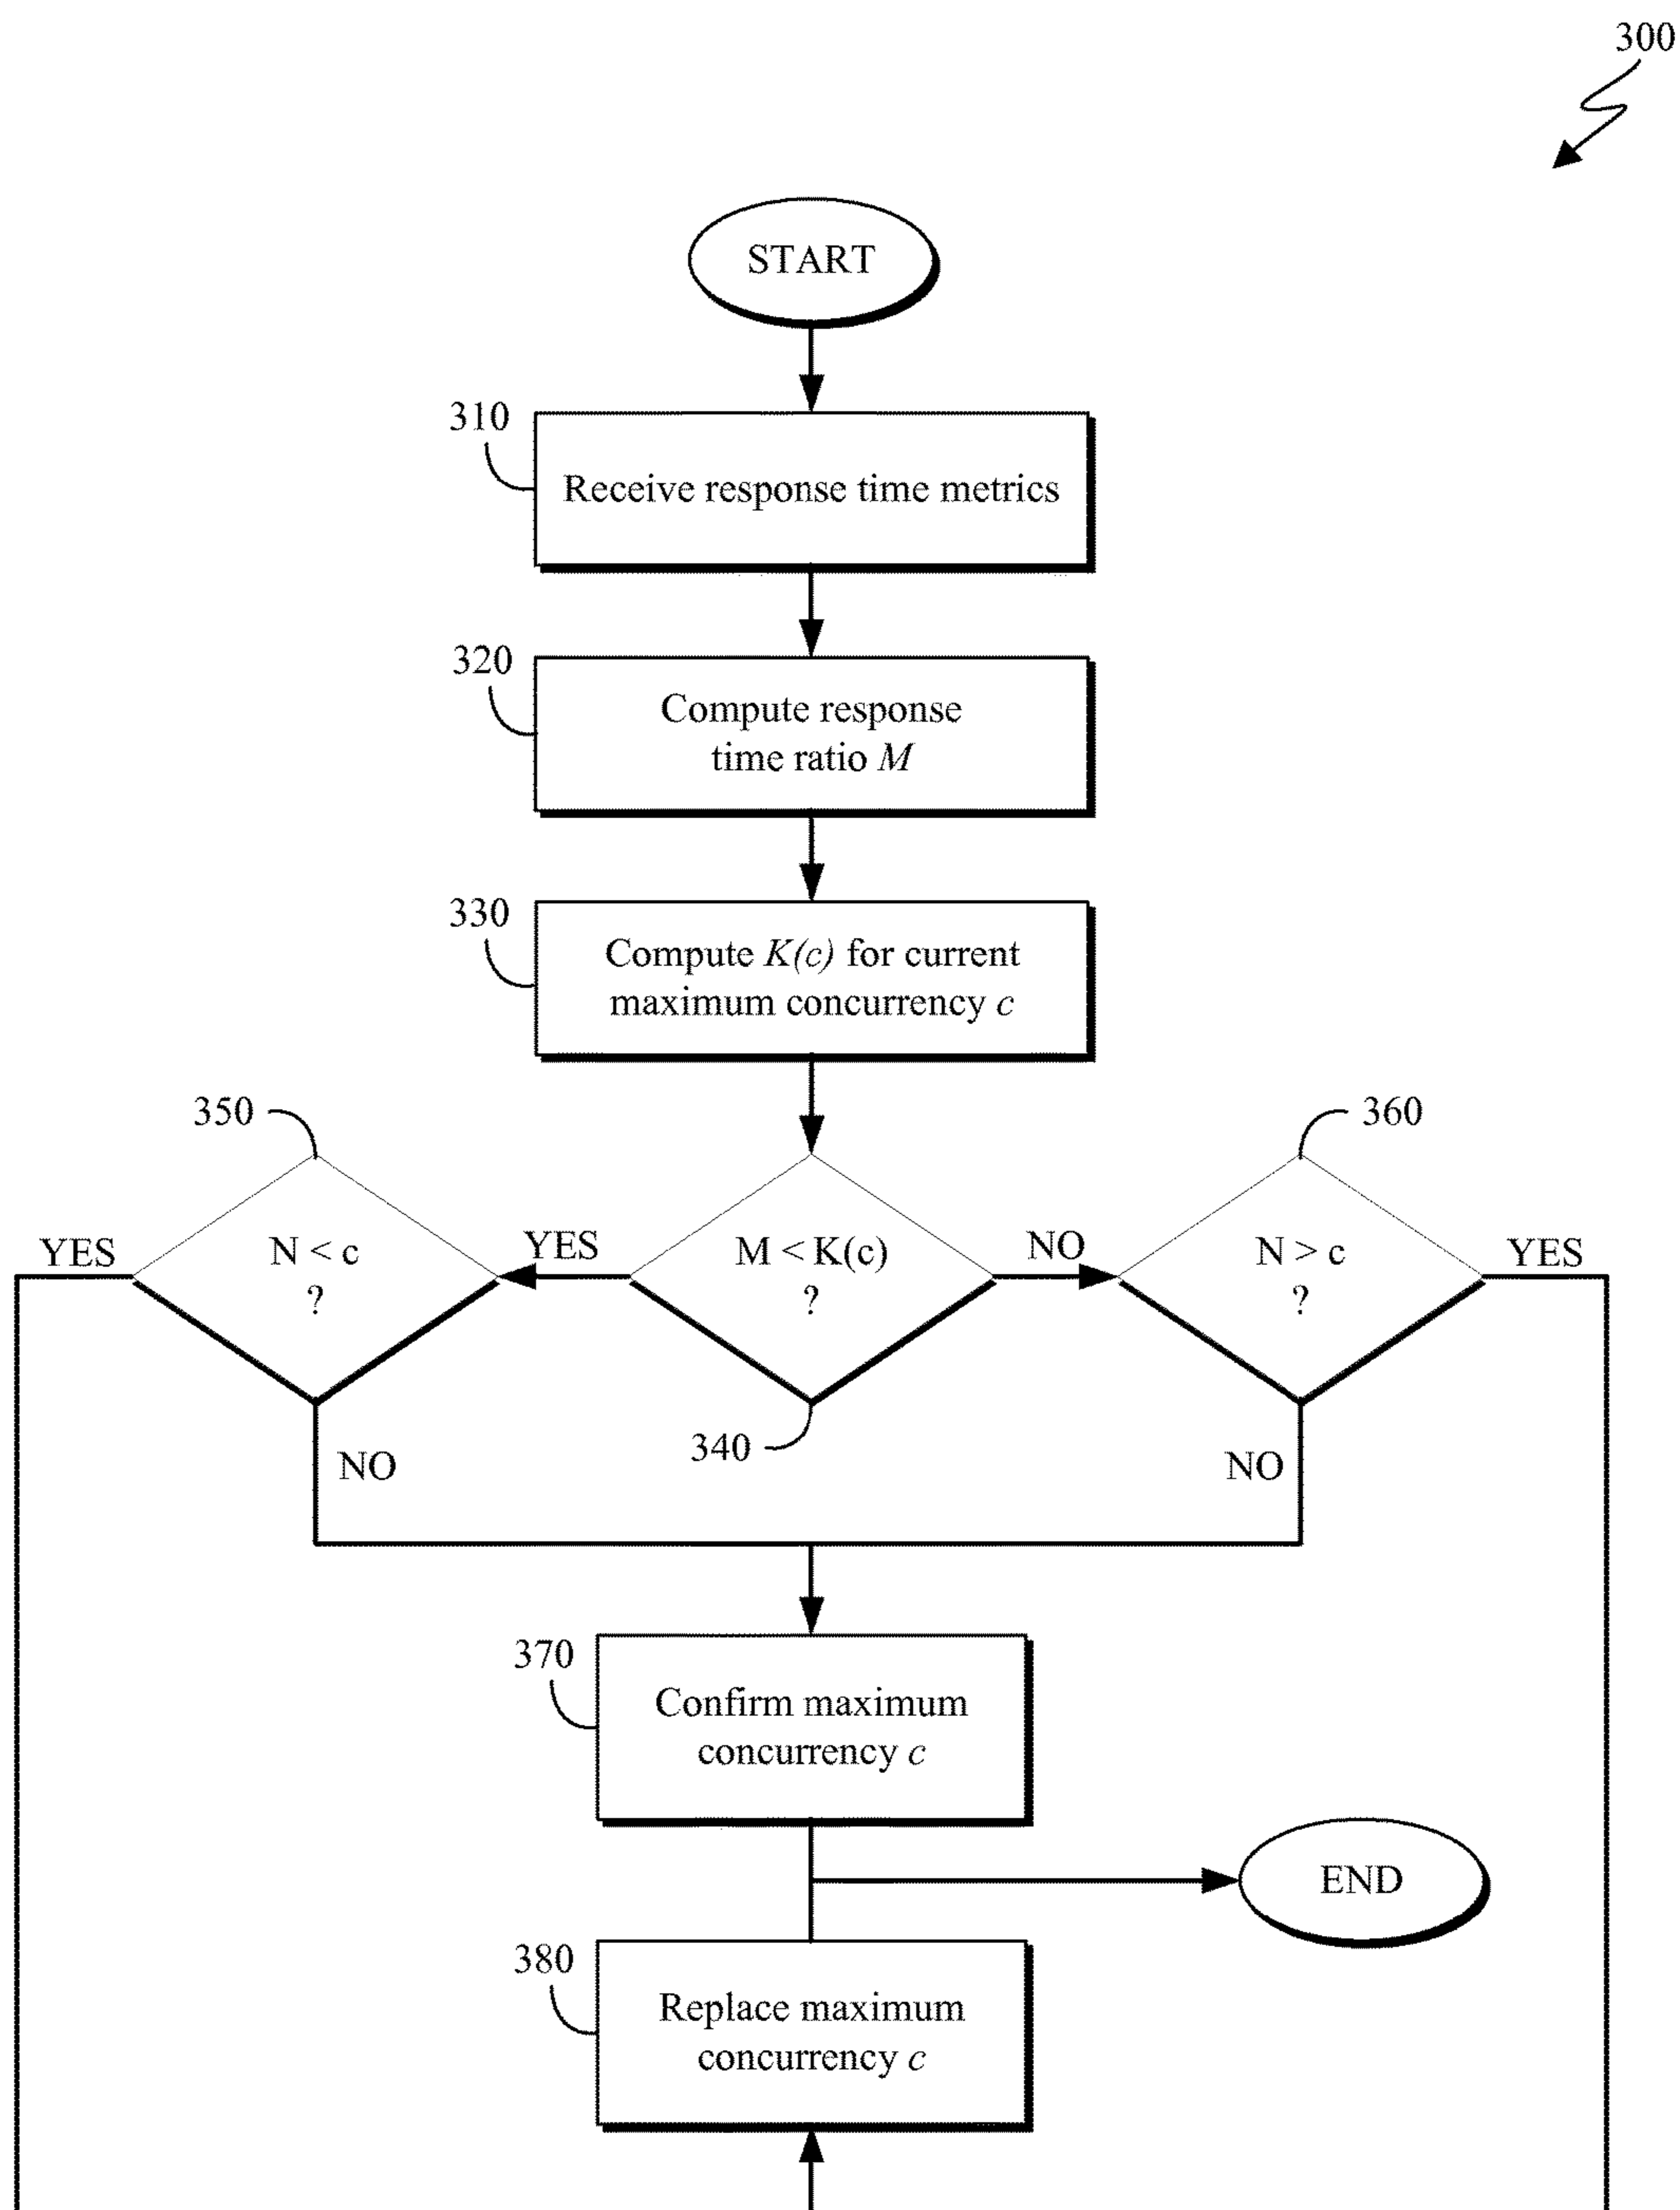 300
START
310
Receive response time metrics
320
Compute response
time ratio M
330
Compute K(c) for current
maximum concurrency c
350
360
YES
N < c
?
YES
M < K(c)
?
NO
N > c
?
YES
340
NO
NO
370
Confirm maximum
concurrency c
END
380
Replace maximum
concurrency c